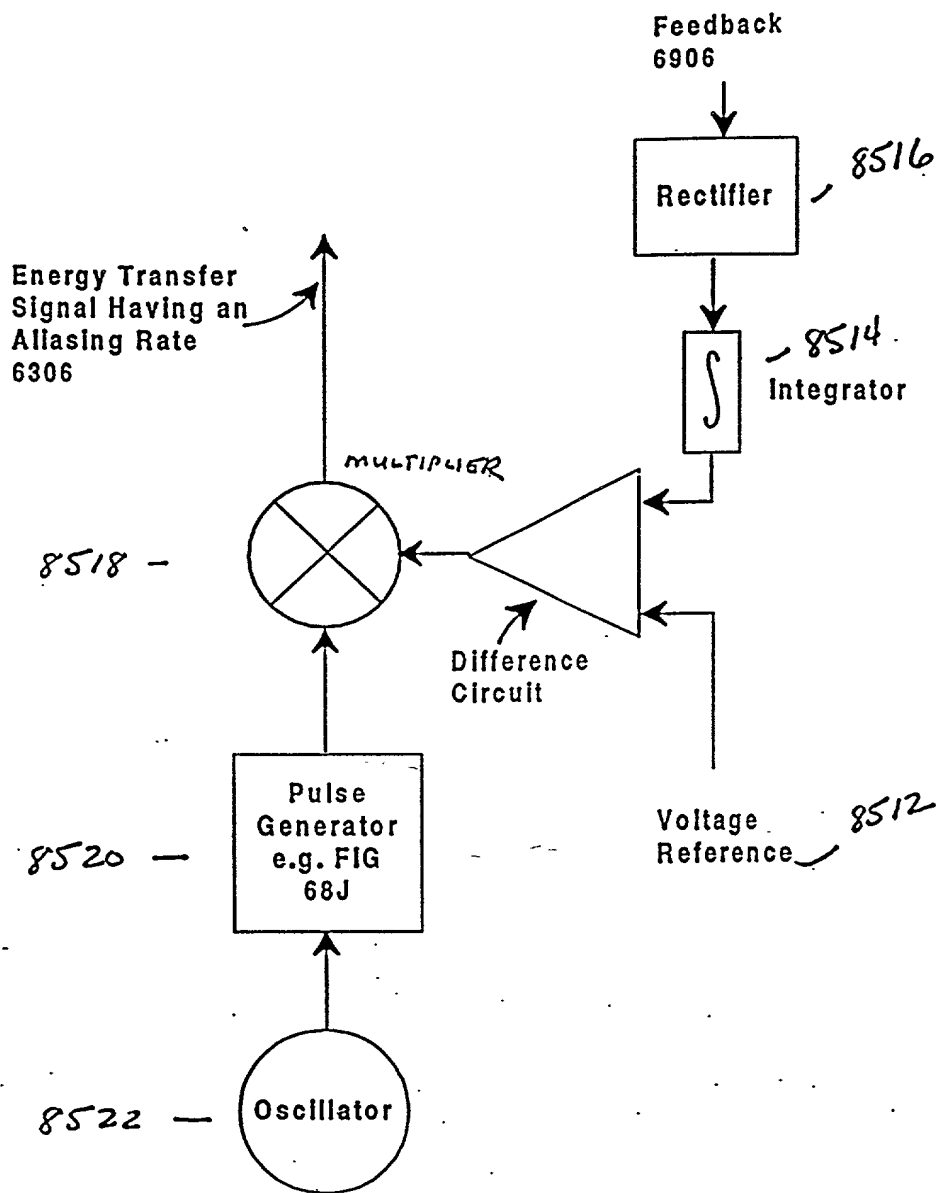 Feedback
6906
Rectifier
8516
Energy Transfer
Signal Having an
Aliasing Rate
6306
8514
Integrator
∫
MULTIPLIER
8518
Difference
Circuit
Pulse
Generator
e.g. FIG
68J
8520
Voltage
Reference
8512
Oscillator
8522